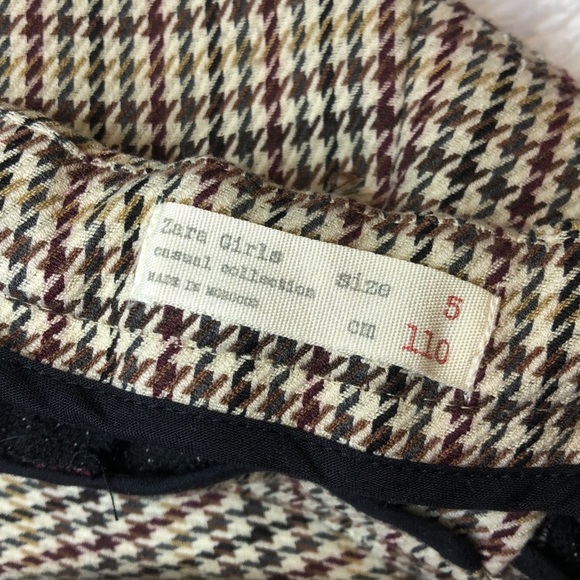 Zara Girls
casual collection
MADE IN MOROCCO
size 5
cm 110